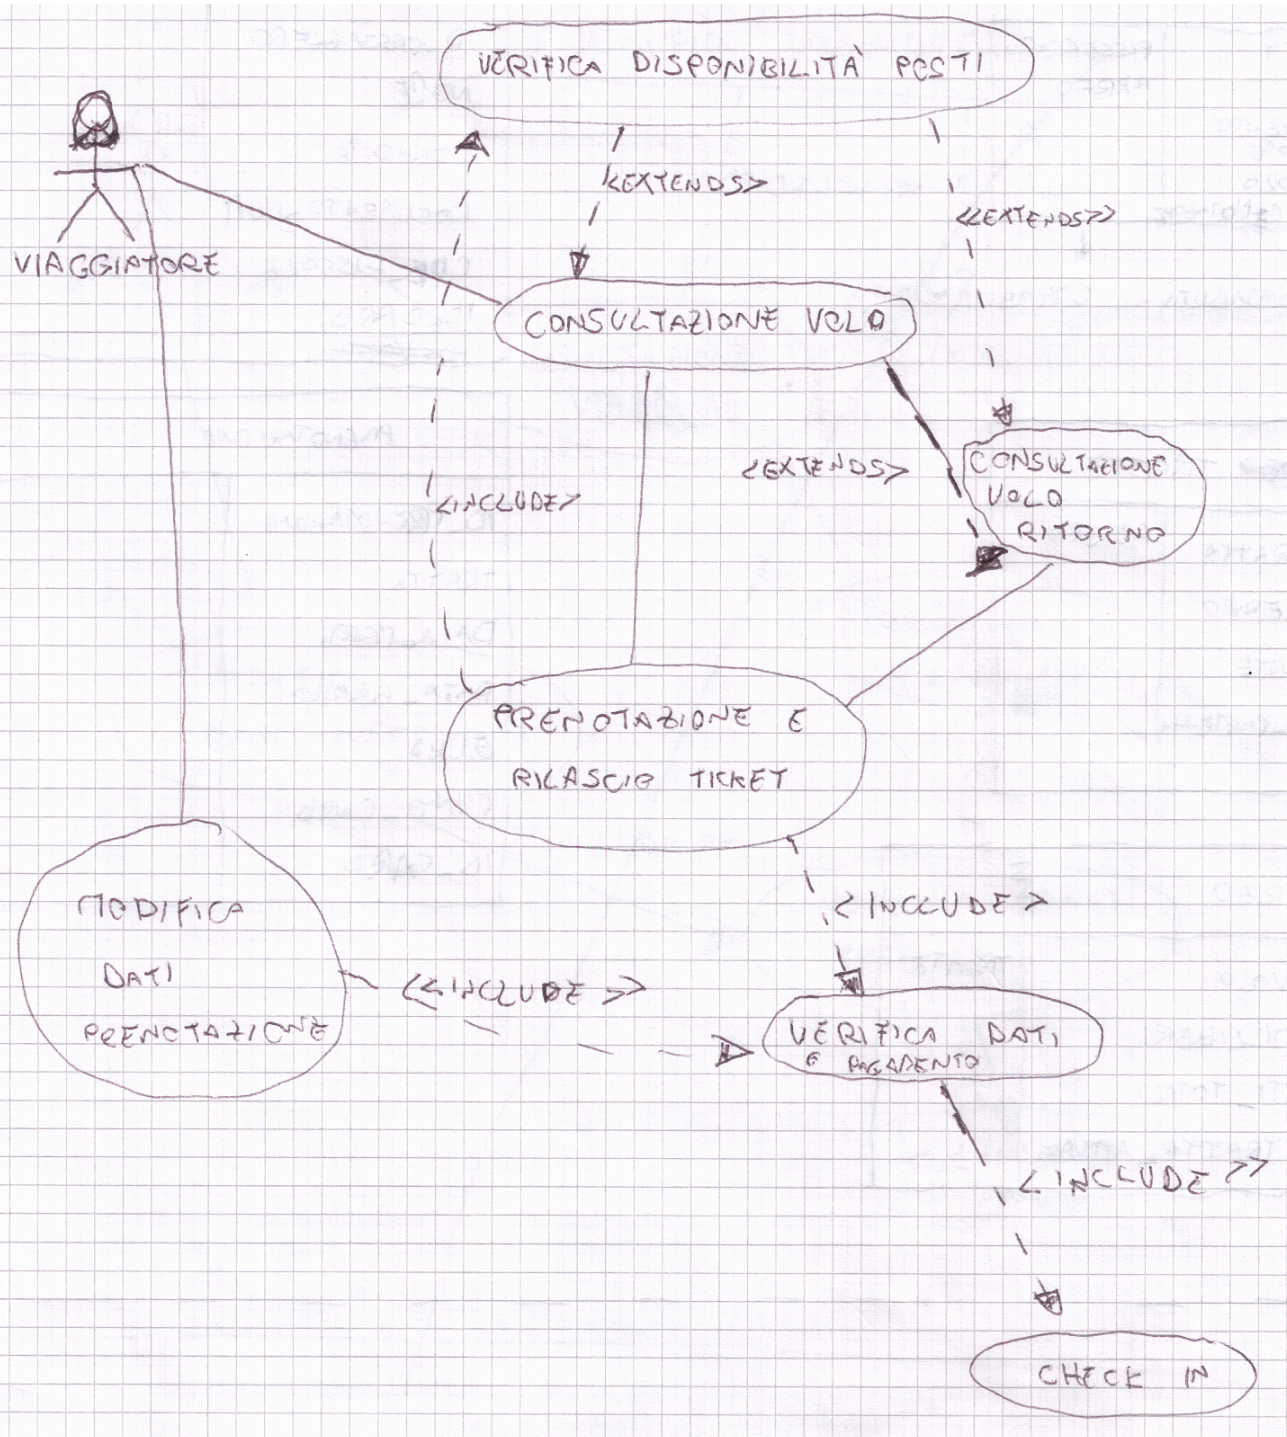 VERIFICA DISPONIBILITÀ POSTI
<EXTENDS>
<<EXTENDS>>
VIAGGIATORE
CONSULTAZIONE VOLO
<EXTENDS>
CONSULTAZIONE
VOLO
RITORNO
<INCLUDE>
PRENOTAZIONE E
RILASCIO TICKET
<INCLUDE>
MODIFICA
DATI
PRENOTAZIONE
<<INCLUDE>>
VERIFICA DATI
E PAGAMENTO
<INCLUDE>>
CHECK IN